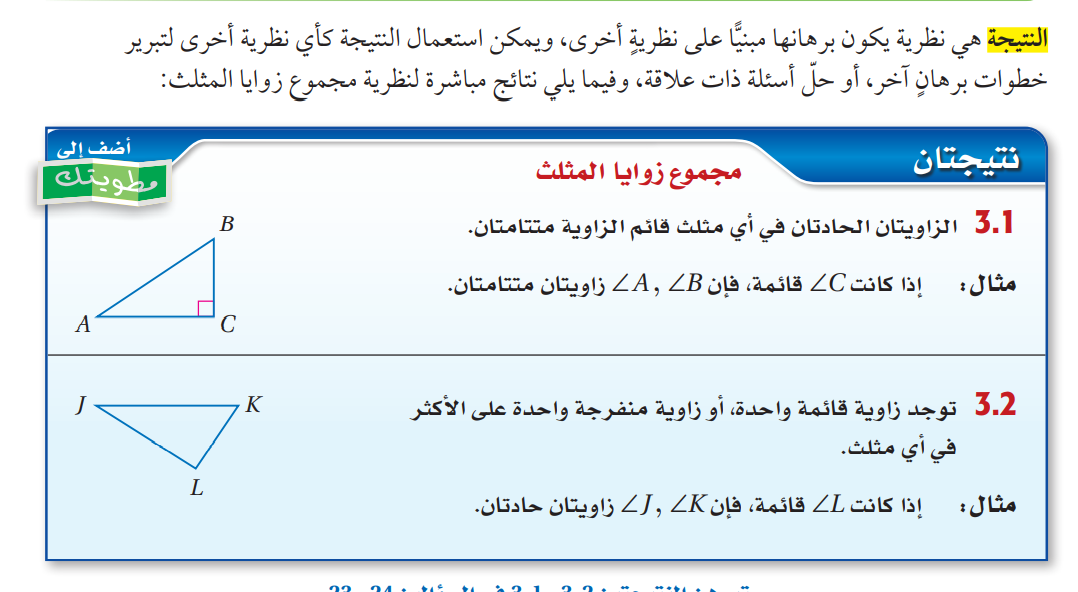 النتيجة هي نظرية يكون برهانها مبنيًّا على نظريةٍ أخرى، ويمكن استعمال النتيجة كأي نظرية أخرى لتبرير
خطوات برهانٍ آخر، أو حلّ أسئلة ذات علاقة، وفيما يلي نتائج مباشرة لنظرية مجموع زوايا المثلث:
نتيجتان
أضف إلى
مطويتك
مجموع زوايا المثلث
3.1 الزاويتان الحادتان في أي مثلث قائم الزاوية متتامتان.
مثال: إذا كانت ∠C قائمة، فإن ∠A , ∠B زاويتان متتامتان.
B
A
C
3.2 توجد زاوية قائمة واحدة، أو زاوية منفرجة واحدة على الأكثر
في أي مثلث.
مثال: إذا كانت ∠L قائمة، فإن ∠J , ∠K زاويتان حادتان.
J
K
L